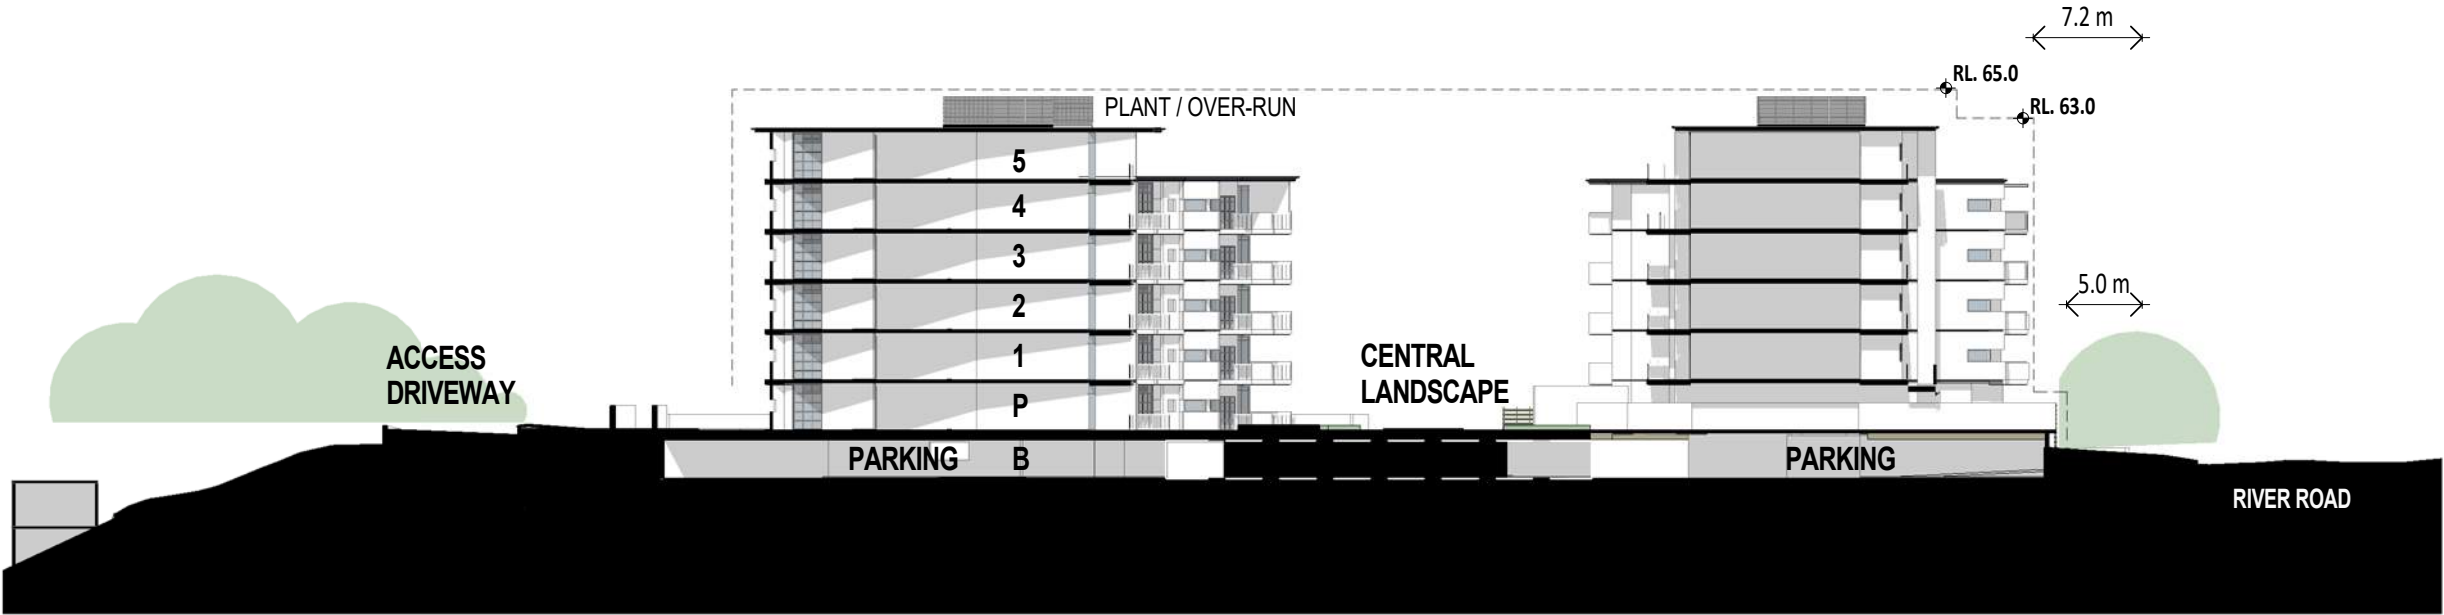 7.2 m
RL. 65.0
RL. 63.0
PLANT / OVER-RUN
5
4
3
2
1
P
5.0 m
ACCESS
DRIVEWAY
CENTRAL
LANDSCAPE
PARKING B
PARKING
RIVER ROAD